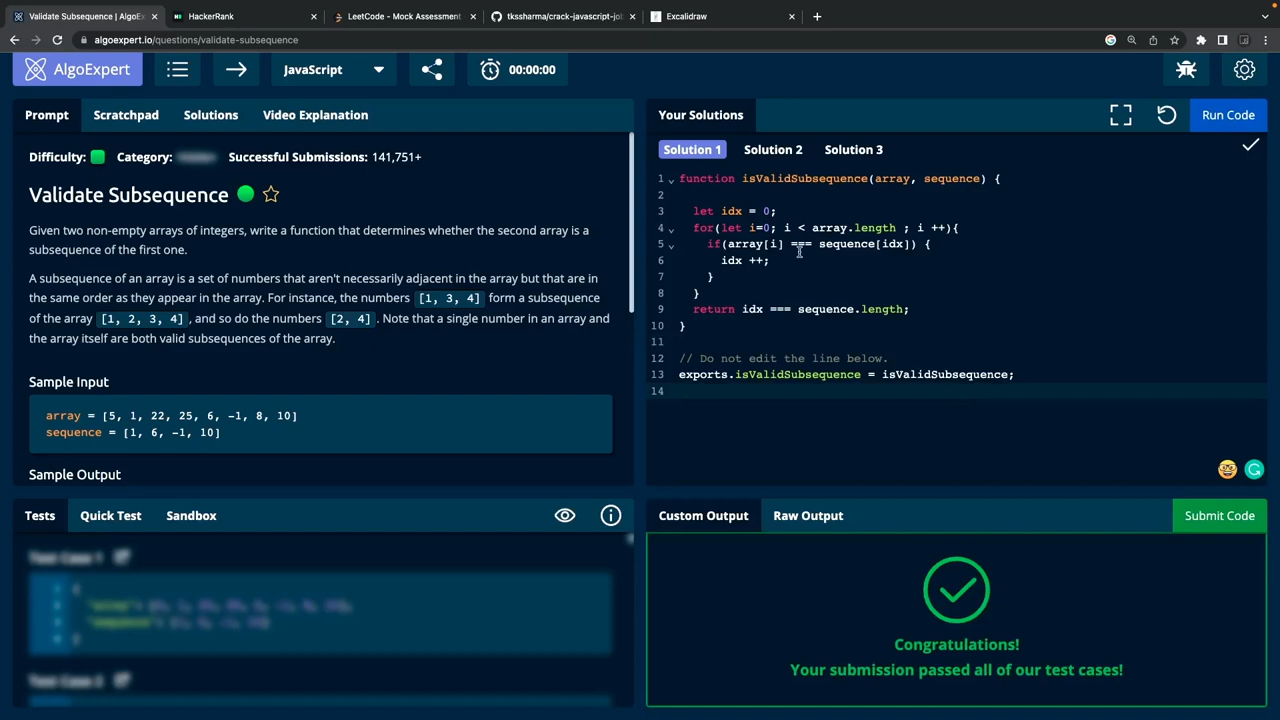 Validate Subsequence | AlgoEx
HackerRank
LeetCode - Mock Assessment
tkssharma/crack-javascript-jo
Excalidraw
algoexpert.io/questions/validate-subsequence
AlgoExpert
JavaScript
00:00:00
Prompt
Scratchpad
Solutions
Video Explanation
Difficulty:
Category:
Successful Submissions: 141,751+
Validate Subsequence
Given two non-empty arrays of integers, write a function that determines whether the second array is a
subsequence of the first one.
A subsequence of an array is a set of numbers that aren't necessarily adjacent in the array but that are in
the same order as they appear in the array. For instance, the numbers [1, 3, 4] form a subsequence
of the array [1, 2, 3, 4], and so do the numbers [2, 4]. Note that a single number in an array and
the array itself are both valid subsequences of the array.
Sample Input
array = [5, 1, 22, 25, 6, -1, 8, 10]
sequence = [1, 6, -1, 10]
Sample Output
Your Solutions
Run Code
Solution 1
Solution 2
Solution 3
1 function isValidSubsequence(array, sequence) {
2
3 let idx = 0;
4 for(let i=0; i < array.length ; i ++){
5 if(array[i] === sequence[idx]) {
6 idx ++;
7 }
8 }
9 return idx === sequence.length;
10 }
11
12 // Do not edit the line below.
13 exports.isValidSubsequence = isValidSubsequence;
14
Tests
Quick Test
Sandbox
Test Case 1
Test Case 2
Custom Output
Raw Output
Submit Code
Congratulations!
Your submission passed all of our test cases!